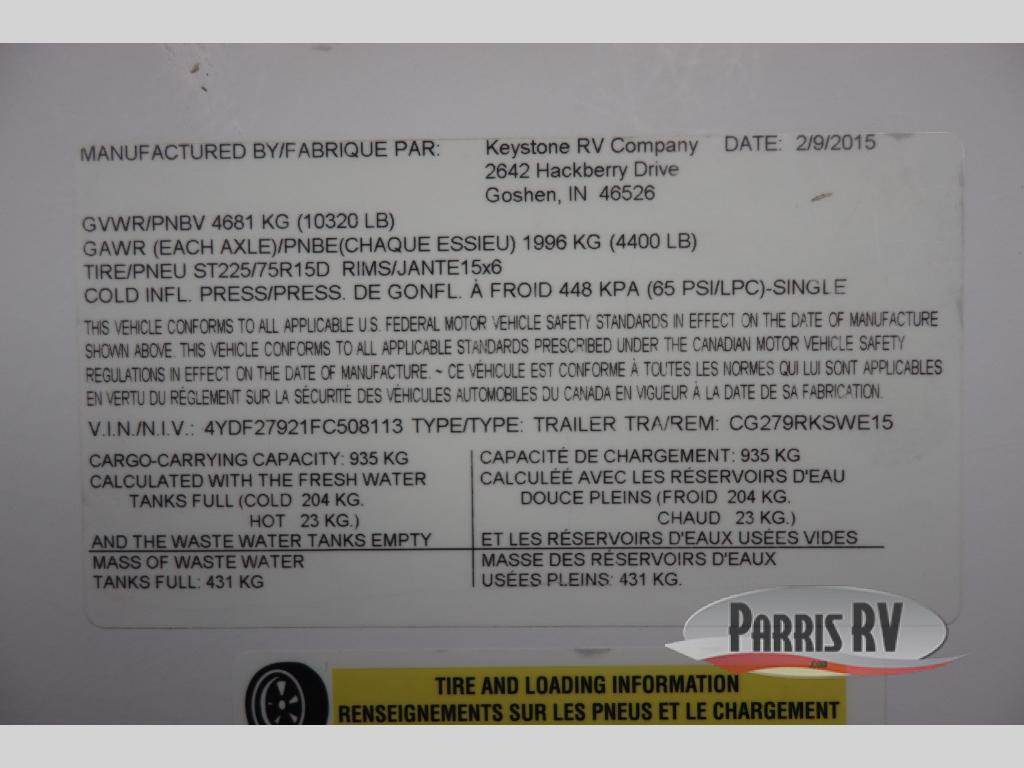 MANUFACTURED BY/FABRIQUE PAR: Keystone RV Company DATE: 2/9/2015
2642 Hackberry Drive
Goshen, IN 46526
GVWR/PNBV 4681 KG (10320 LB)
GAWR (EACH AXLE)/PNBE(CHAQUE ESSIEU) 1996 KG (4400 LB)
TIRE/PNEU ST225/75R15D RIMS/JANTE15x6
COLD INFL. PRESS/PRESS. DE GONFL. À FROID 448 KPA (65 PSI/LPC)-SINGLE
THIS VEHICLE CONFORMS TO ALL APPLICABLE U.S. FEDERAL MOTOR VEHICLE SAFETY STANDARDS IN EFFECT ON THE DATE OF MANUFACTURE
SHOWN ABOVE. THIS VEHICLE CONFORMS TO ALL APPLICABLE STANDARDS PRESCRIBED UNDER THE CANADIAN MOTOR VEHICLE SAFETY
REGULATIONS IN EFFECT ON THE DATE OF MANUFACTURE. ~ CE VÉHICULE EST CONFORME À TOUTES LES NORMES QUI LUI SONT APPLICABLES
EN VERTU DU RÉGLEMENT SUR LA SÉCURITÉ DES VÉHICULES AUTOMOBILES DU CANADA EN VIGUEUR À LA DATE DE SA FABRICATION.
V.I.N./N.I.V.: 4YDF27921FC508113 TYPE/TYPE: TRAILER TRA/REM: CG279RKSWE15
CARGO-CARRYING CAPACITY: 935 KG
CALCULATED WITH THE FRESH WATER
TANKS FULL (COLD 204 KG.
HOT 23 KG.)
AND THE WASTE WATER TANKS EMPTY
MASS OF WASTE WATER
TANKS FULL: 431 KG
CAPACITÉ DE CHARGEMENT: 935 KG
CALCULÉE AVEC LES RÉSERVOIRS D'EAU
DOUCE PLEINS (FROID 204 KG.
CHAUD 23 KG.)
ET LES RÉSERVOIRS D'EAUX USÉES VIDES
MASSE DES RÉSERVOIRS D'EAUX
USÉES PLEINS: 431 KG.
PARRIS RV
.com
TIRE AND LOADING INFORMATION
RENSEIGNEMENTS SUR LES PNEUS ET LE CHARGEMENT